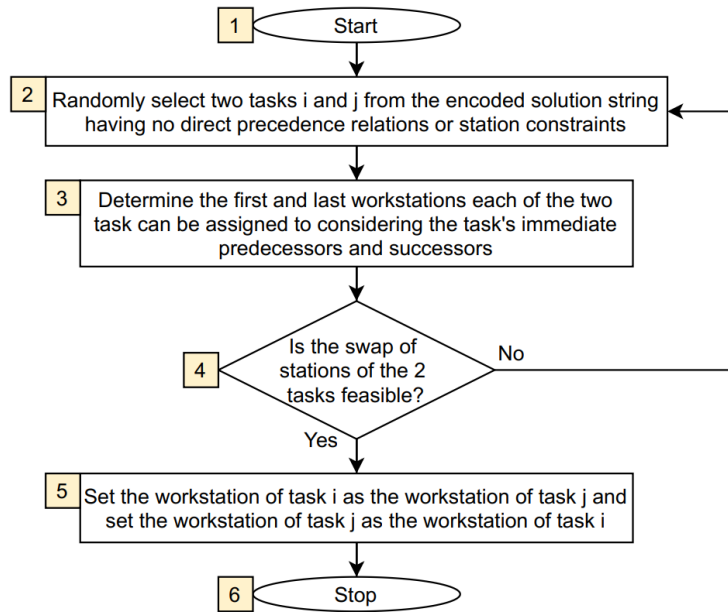 1
Start
2
Randomly select two tasks i and j from the encoded solution string
having no direct precedence relations or station constraints
3
Determine the first and last workstations each of the two
task can be assigned to considering the task's immediate
predecessors and successors
4
Is the swap of
stations of the 2
tasks feasible?
No
Yes
5
Set the workstation of task i as the workstation of task j and
set the workstation of task j as the workstation of task i
6
Stop